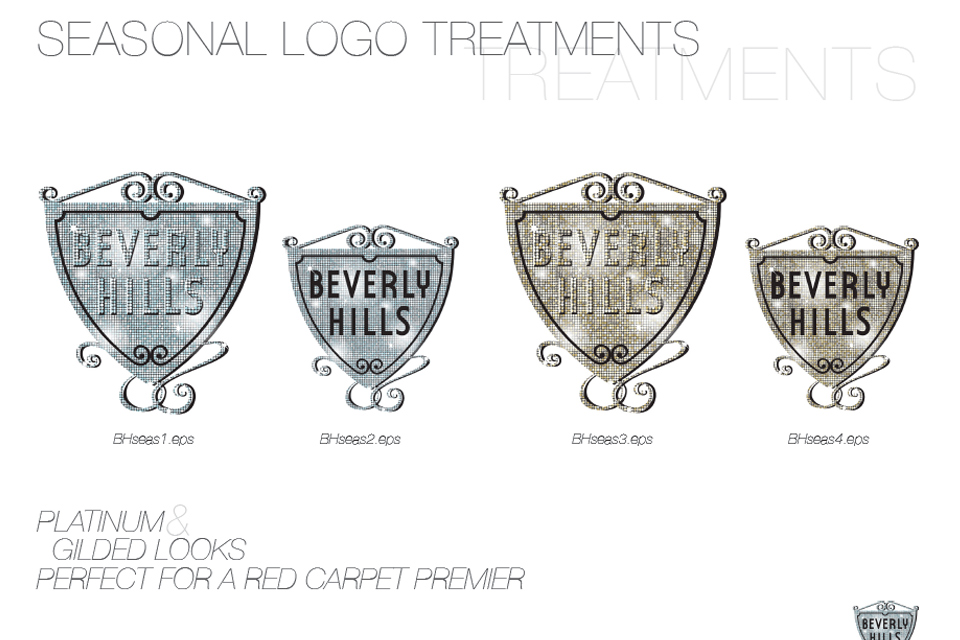 SEASONAL LOGO TREATMENTS
TREATMENTS
BEVERLY
HILLS
BEVERLY
HILLS
BEVERLY
HILLS
BEVERLY
HILLS
BHseas1.eps
BHseas2.eps
BHseas3.eps
BHseas4.eps
PLATINUM &
GILDED LOOKS
PERFECT FOR A RED CARPET PREMIER
BEVERLY
HILLS